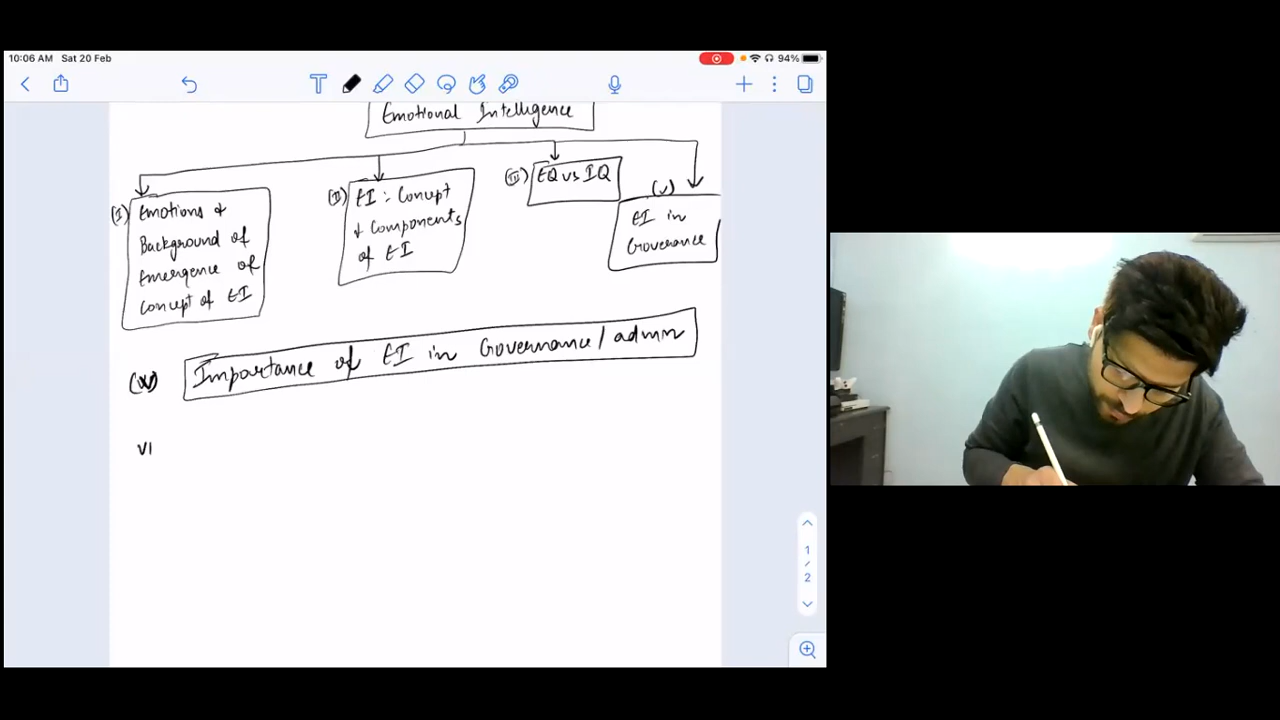 10:06 AM Sat 20 Feb
94%
T
Emotional Intelligence
(I) Emotions &
Background of
Emergence of
Concept of EI
(II) EI : Concept
& Components
of EI
(III) EQ vs IQ
(V)
EI in
Goverance
Importance of EI in Governance / admn
VI
1
/
2